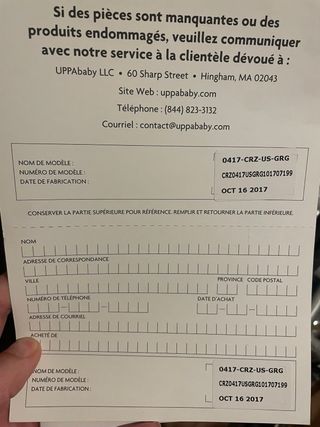 Si des pièces sont manquantes ou des
produits endommagés, veuillez communiquer
avec notre service à la clientèle dévoué à :
UPPAbaby LLC • 60 Sharp Street • Hingham, MA 02043
Site Web : uppababy.com
Téléphone : (844) 823-3132
Courriel : contact@uppababy.com
NOM DE MODÈLE :
0417-CRZ-US-GRG
NUMÉRO DE MODÈLE :
CRZ0417USGRG101707199
DATE DE FABRICATION :
OCT 16 2017
CONSERVER LA PARTIE SUPÉRIEURE POUR RÉFÉRENCE. REMPLIR ET RETOURNER LA PARTIE INFÉRIEURE.
NOM
ADRESSE DE CORRESPONDANCE
VILLE PROVINCE CODE POSTAL
NUMÉRO DE TÉLÉPHONE DATE D'ACHAT
ADRESSE DE COURRIEL
ACHETÉ DE
NOM DE MODÈLE :
0417-CRZ-US-GRG
NUMÉRO DE MODÈLE :
CRZ0417USGRG101707199
DATE DE FABRICATION :
OCT 16 2017